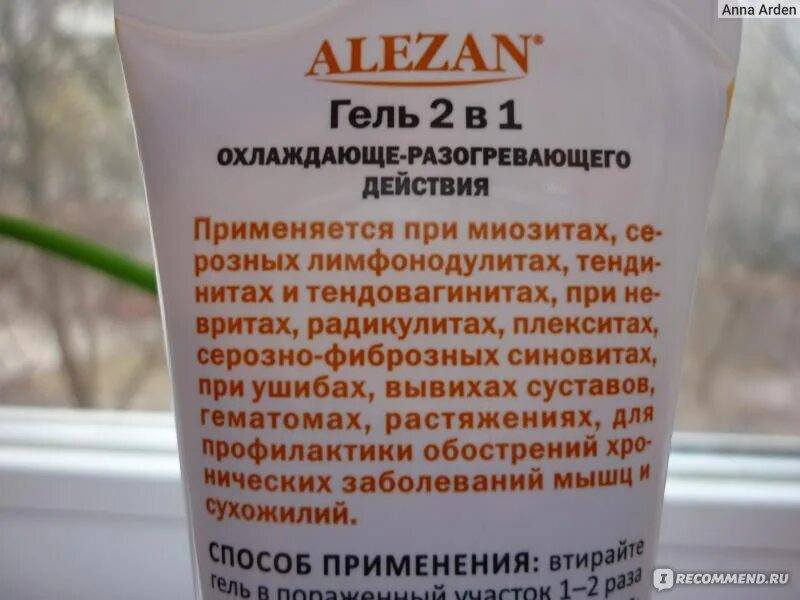 Anna Arden
ALEZAN®
Гель 2 в 1
ОХЛАЖДАЮЩЕ-РАЗОГРЕВАЮЩЕГО
ДЕЙСТВИЯ
Применяется при миозитах, се-
розных лимфонодулитах, тенди-
нитах и тендовагинитах, при не-
вритах, радикулитах, плекситах,
серозно-фиброзных синовитах,
при ушибах, вывихах суставов,
гематомах, растяжениях, для
профилактики обострений хро-
нических заболеваний мышц и
сухожилий.
СПОСОБ ПРИМЕНЕНИЯ: втирайте
гель в пораженный участок 1–2 раза
IRECOMMEND.RU